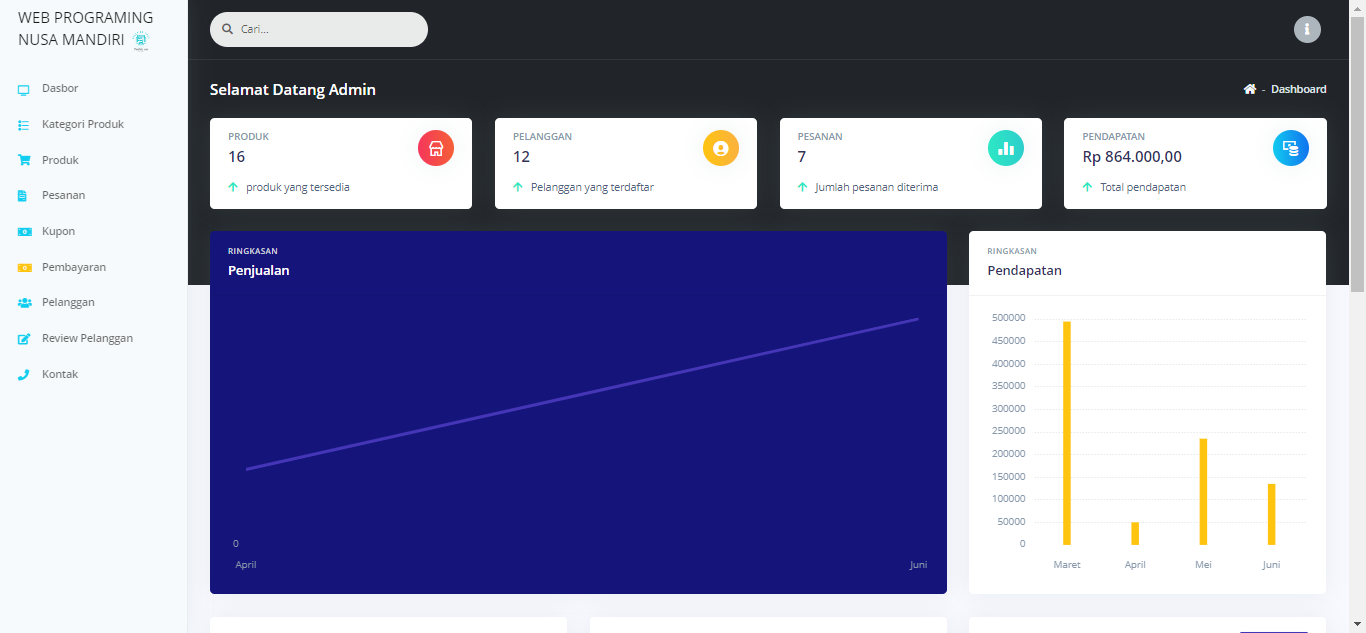 WEB PROGRAMING
NUSA MANDIRI
Cari...
Dasbor
Kategori Produk
Produk
Pesanan
Kupon
Pembayaran
Pelanggan
Review Pelanggan
Kontak
Selamat Datang Admin
- Dashboard
PRODUK
16
produk yang tersedia
PELANGGAN
12
Pelanggan yang terdaftar
PESANAN
7
Jumlah pesanan diterima
PENDAPATAN
Rp 864.000,00
Total pendapatan
RINGKASAN
Penjualan
0
April Juni
RINGKASAN
Pendapatan
500000
450000
400000
350000
300000
250000
200000
150000
100000
50000
0
Maret April Mei Juni